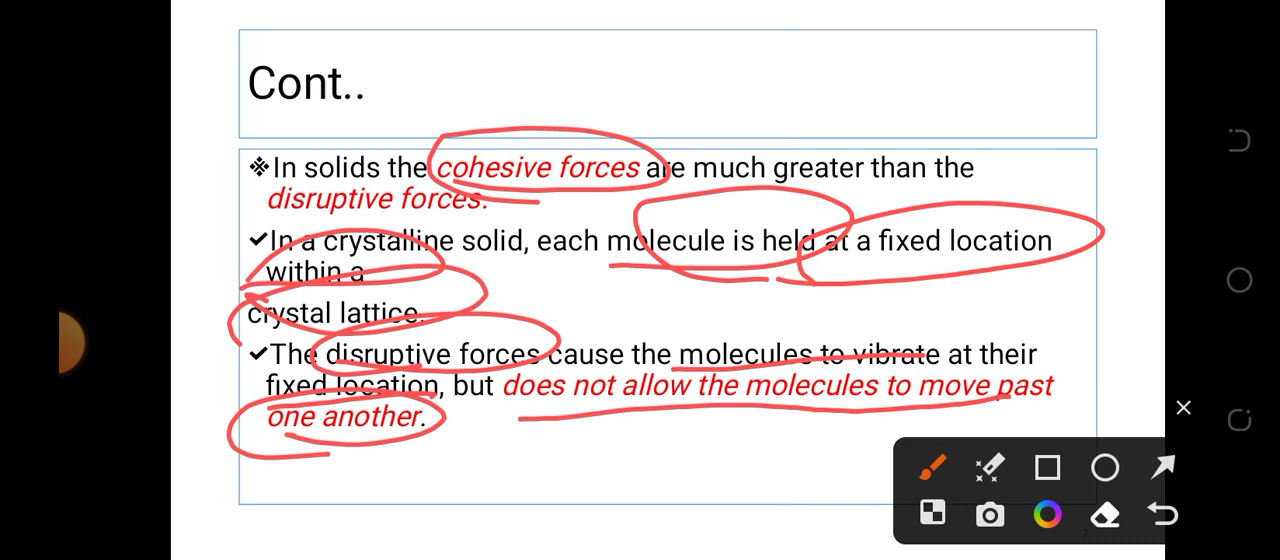 Cont..
❖In solids the cohesive forces are much greater than the
disruptive forces.
✔In a crystalline solid, each molecule is held at a fixed location
within a
crystal lattice.
✔The disruptive forces cause the molecules to vibrate at their
fixed location, but does not allow the molecules to move past
one another.
7